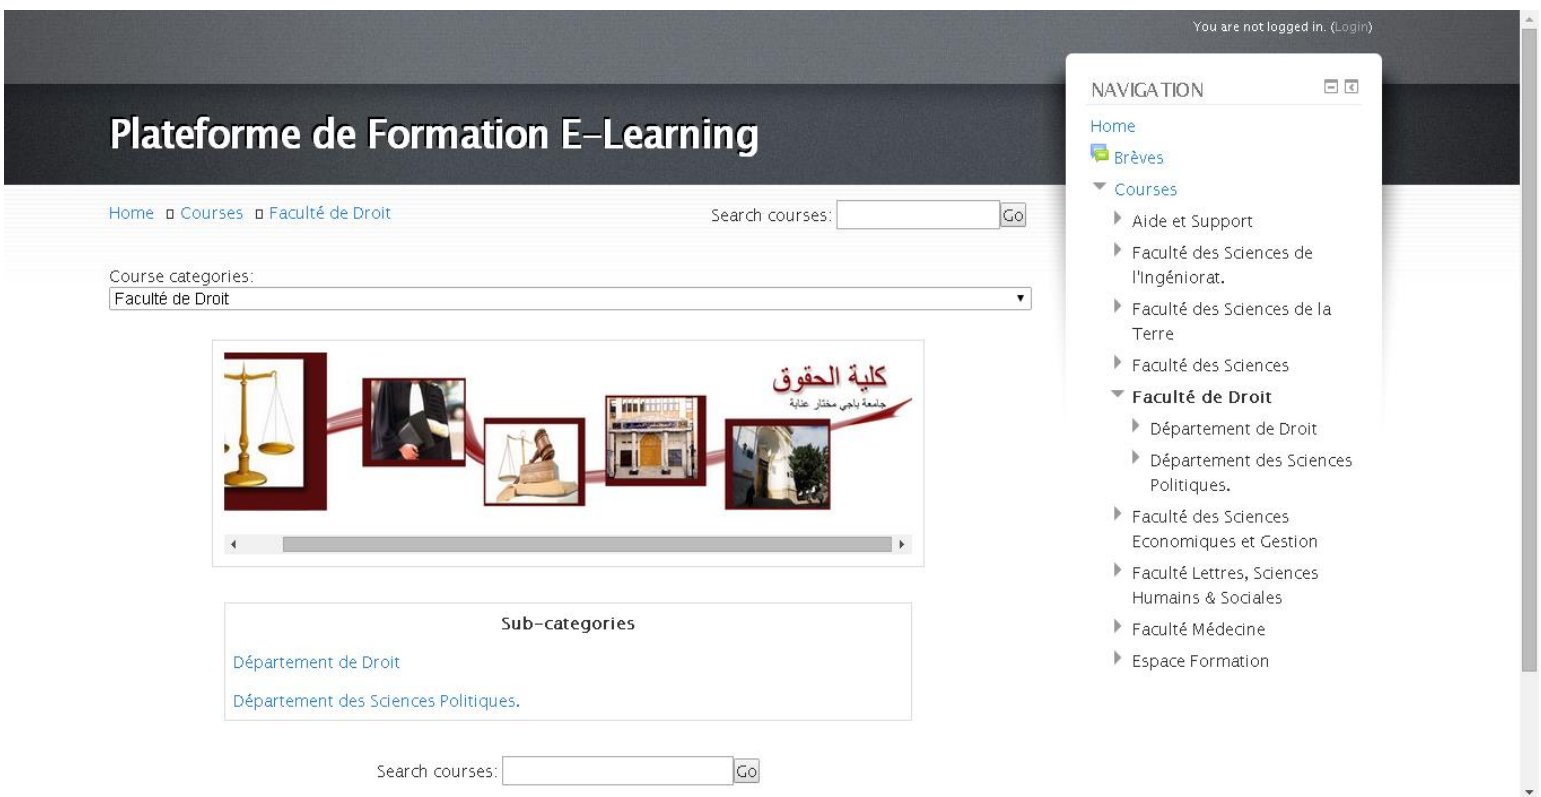 You are not logged in. (Login)
Plateforme de Formation E-Learning
Home Courses Faculté de Droit
Search courses: Go
Course categories:
Faculté de Droit
كلية الحقوق
جامعة باجي مختار عنابة
Sub-categories
Département de Droit
Département des Sciences Politiques.
Search courses: Go
NAVIGATION
Home
Brèves
Courses
Aide et Support
Faculté des Sciences de
l'Ingéniorat.
Faculté des Sciences de la
Terre
Faculté des Sciences
Faculté de Droit
Département de Droit
Département des Sciences
Politiques.
Faculté des Sciences
Economiques et Gestion
Faculté Lettres, Sciences
Humains & Sociales
Faculté Médecine
Espace Formation